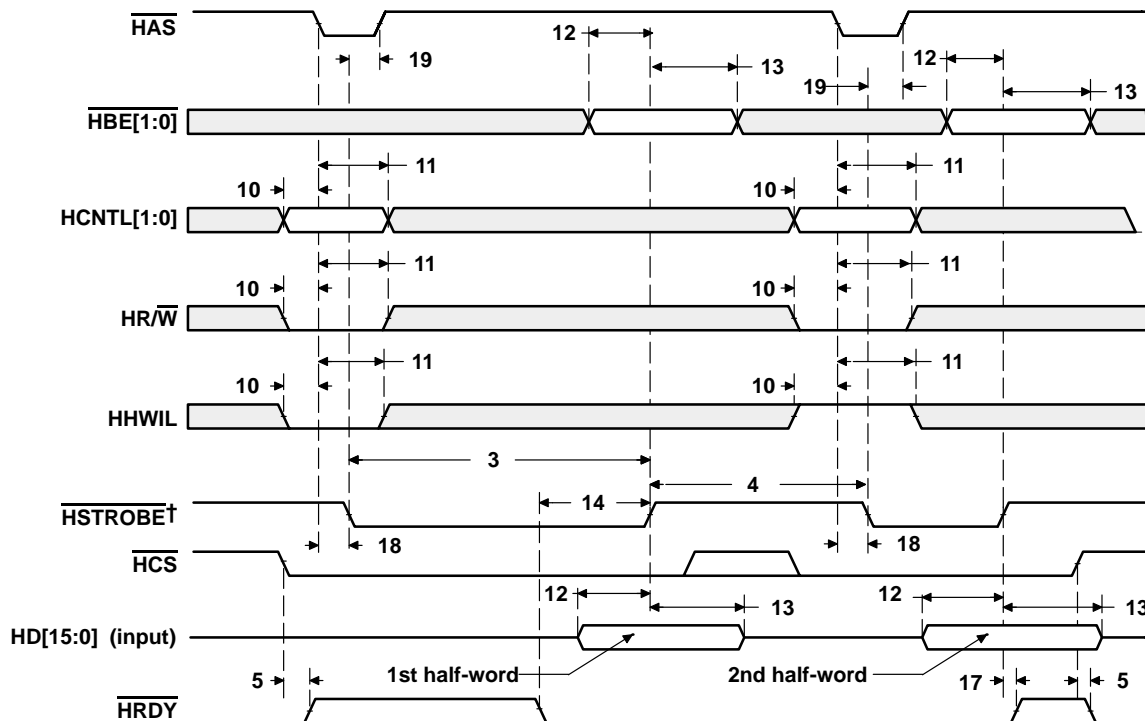 HAS
12
12
19
13
19
13
HBE[1:0]
11
11
10
10
HCNTL[1:0]
11
11
10
10
HR/W
11
11
10
10
HHWIL
3
4
14
HSTROBE†
18
18
HCS
12
12
13
13
HD[15:0] (input)
1st half-word
2nd half-word
5
17
5
HRDY